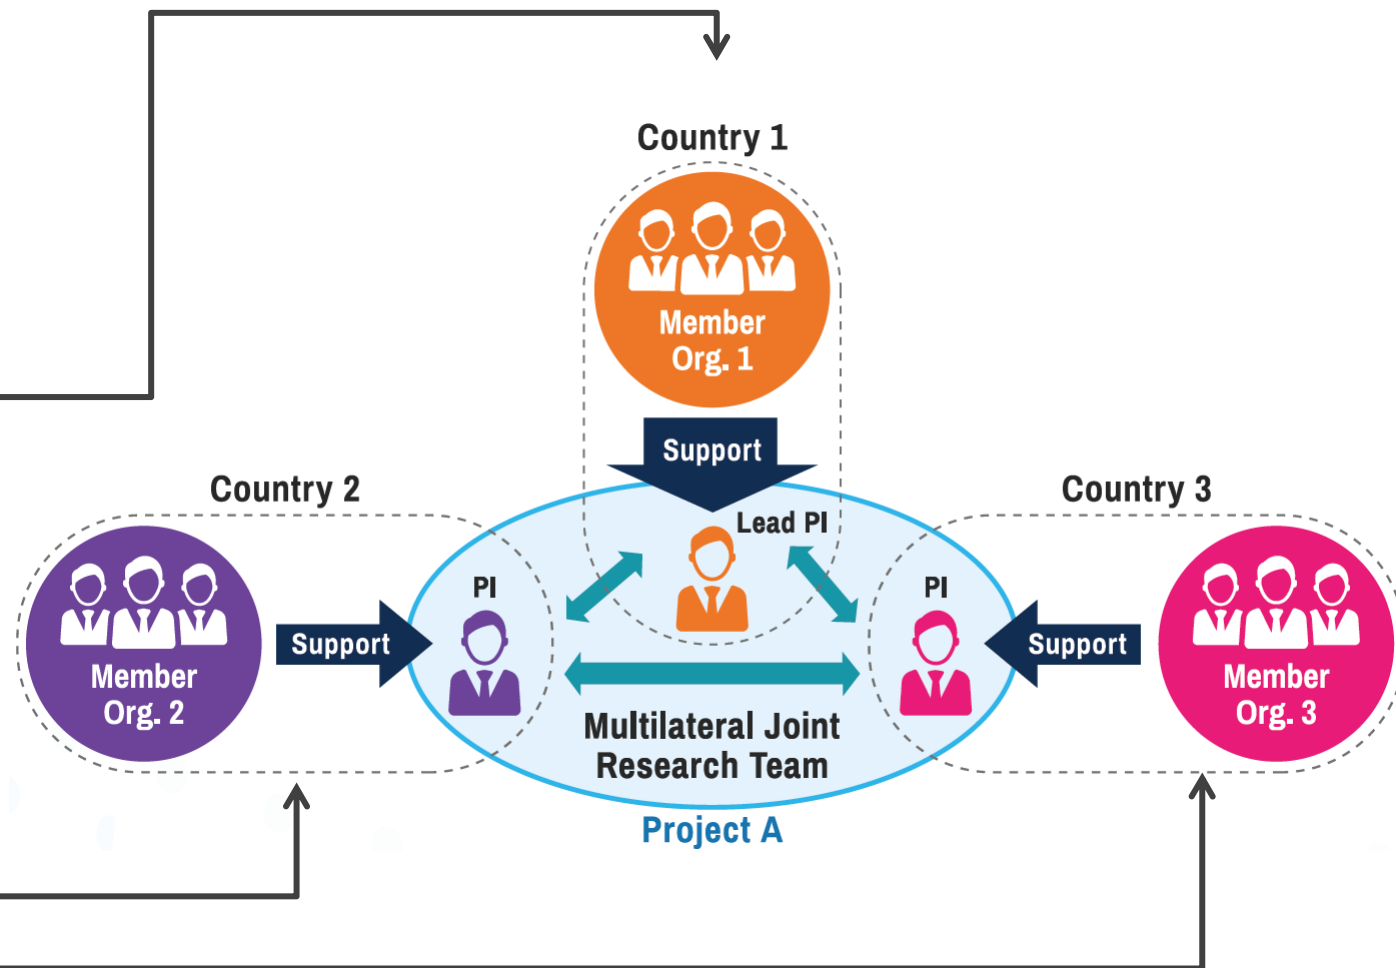 Country 1
Member
Org. 1
Support
Country 2
Country 3
Lead PI
PI
PI
Member
Org. 2
Support
Support
Member
Org. 3
Multilateral Joint
Research Team
Project A